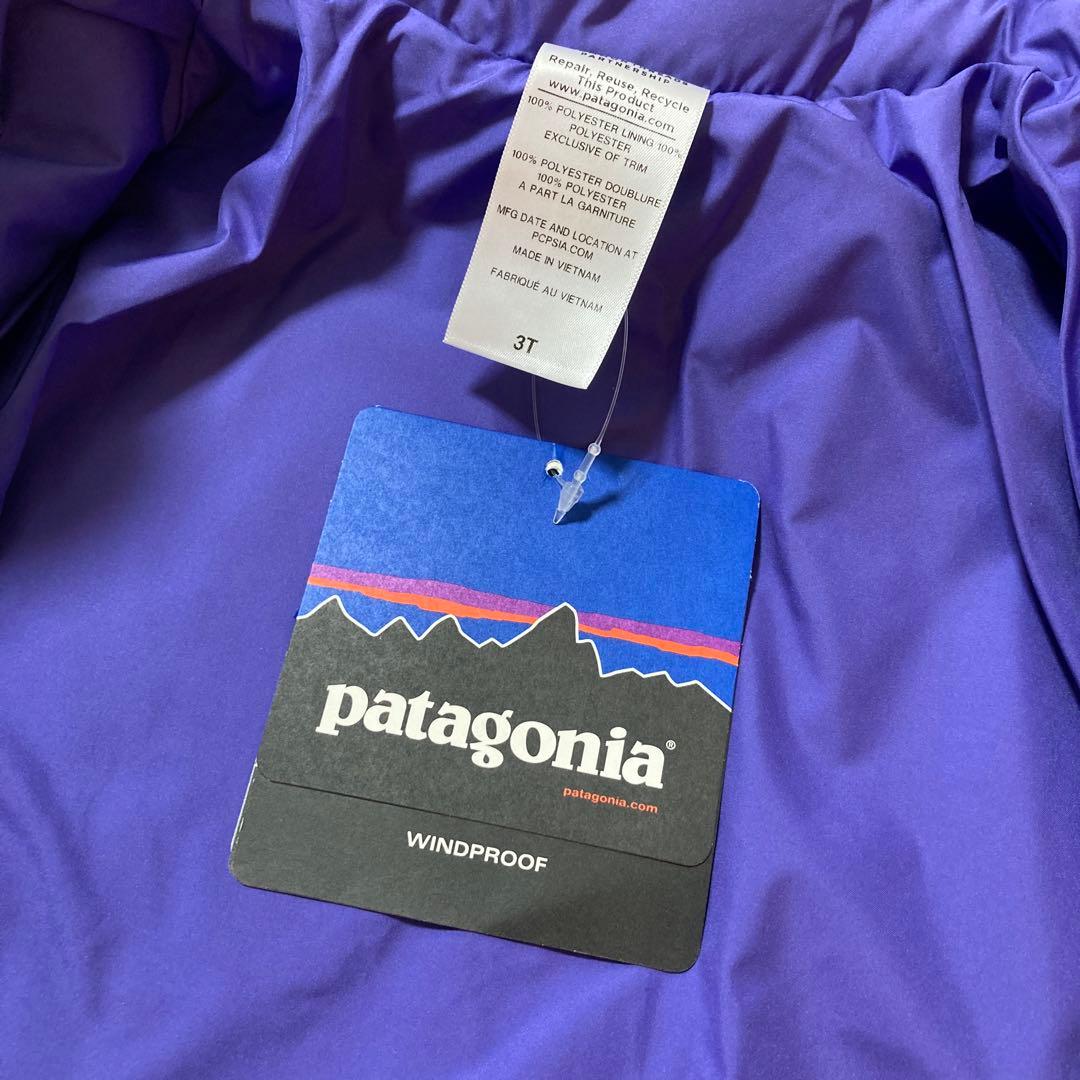 PARTNERSHIP
Repair, Reuse, Recycle
This Product
www.patagonia.com
100% POLYESTER LINING 100%
POLYESTER
EXCLUSIVE OF TRIM
100% POLYESTER DOUBLURE
100% POLYESTER
A PART LA GARNITURE
MFG DATE AND LOCATION AT
PCPSIA.COM
MADE IN VIETNAM
FABRIQUÉ AU VIETNAM
3T
patagonia®
patagonia.com
WINDPROOF